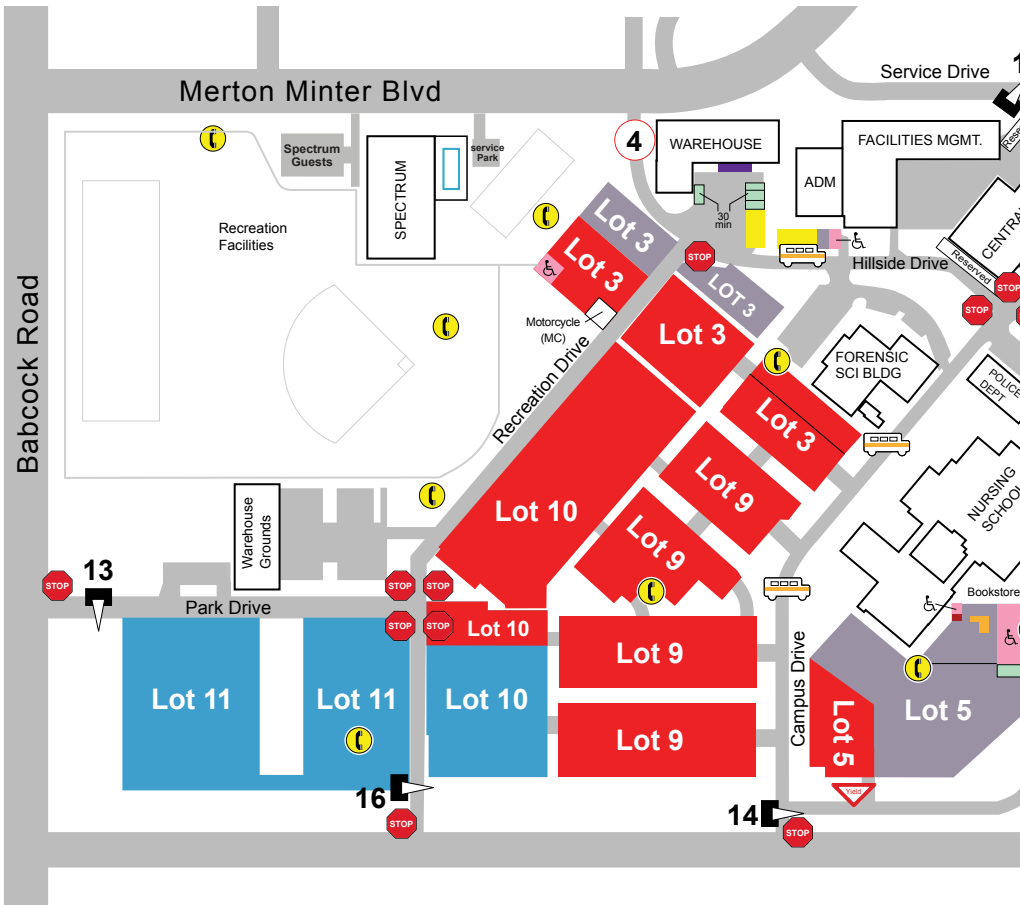 Merton Minter Blvd
Service Drive
1
Rese
4
WAREHOUSE
FACILITIES MGMT.
ADM
Spectrum
Guests
service
Park
SPECTRUM
30
min
CENTRAL
Reserved
Recreation
Facilities
Lot 3
Lot 3
LOT 3
STOP
Hillside Drive
STOP
STOP
Motorcycle
(MC)
Lot 3
Recreation Drive
FORENSIC
SCI BLDG
POLICE
DEPT
Lot 3
Babcock Road
Lot 9
NURSING
SCHOOL
Lot 10
Lot 9
Warehouse
Grounds
STOP
13
STOP
STOP
Bookstore
Park Drive
STOP
STOP
Lot 10
Lot 9
Campus Drive
Lot 11
Lot 11
Lot 10
Lot 5
Lot 5
Lot 9
Yield
16
14
STOP
STOP